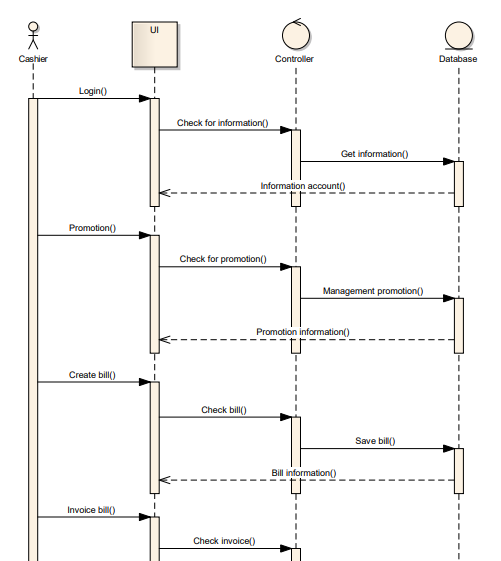 UI
Cashier
Controller
Database
Login()
Check for information()
Get information()
Information account()
Promotion()
Check for promotion()
Management promotion()
Promotion information()
Create bill()
Check bill()
Save bill()
Bill information()
Invoice bill()
Check invoice()